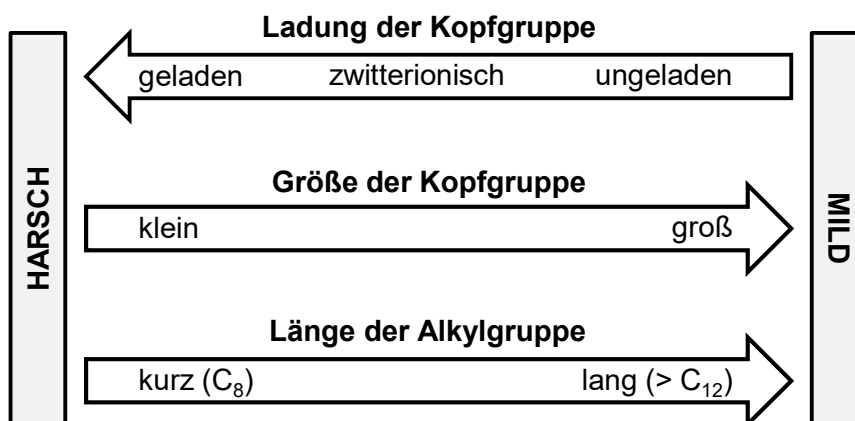 Ladung der Kopfgruppe
geladen zwitterionisch ungeladen
HARSCH
Größe der Kopfgruppe
klein groß
MILD
Länge der Alkylgruppe
kurz (C₈) lang (> C₁₂)